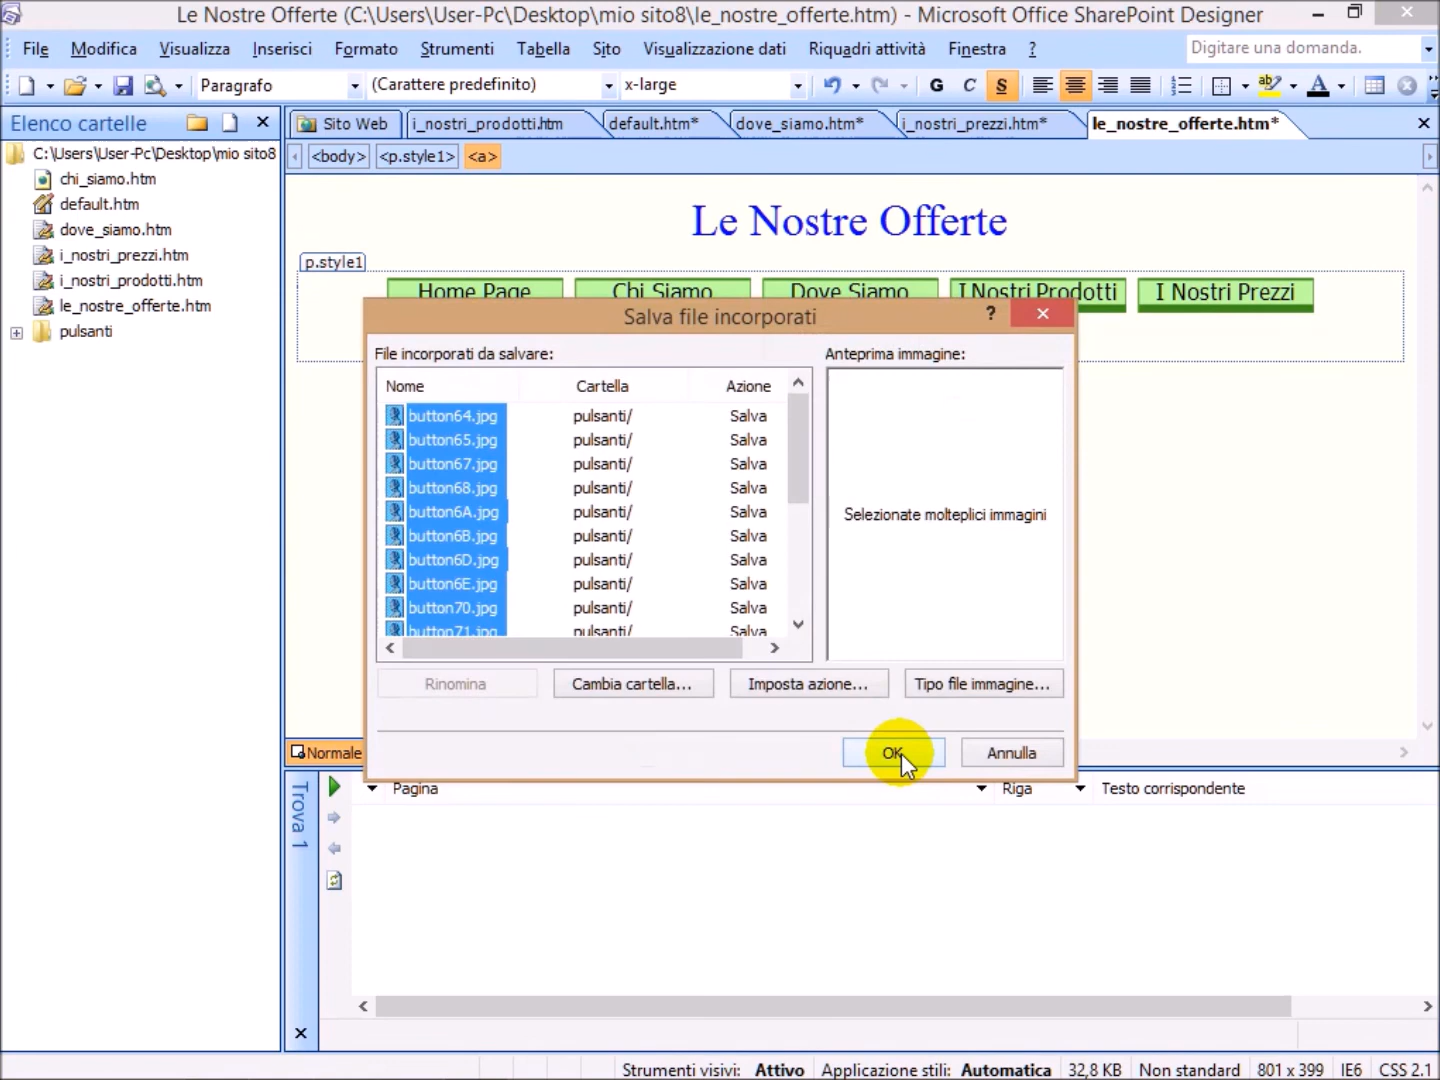 Le Nostre Offerte (C:\Users\User-Pc\Desktop\mio sito8\le_nostre_offerte.htm) - Microsoft Office SharePoint Designer
File Modifica Visualizza Inserisci Formato Strumenti Tabella Sito Visualizzazione dati Riquadri attività Finestra ? Digitare una domanda.
Paragrafo (Carattere predefinito) x-large G C S ab A
Elenco cartelle
Sito Web i_nostri_prodotti.htm default.htm* dove_siamo.htm* i_nostri_prezzi.htm* le_nostre_offerte.htm*
<body> <p.style1> <a>
C:\Users\User-Pc\Desktop\mio sito8
chi_siamo.htm
default.htm
dove_siamo.htm
i_nostri_prezzi.htm
i_nostri_prodotti.htm
le_nostre_offerte.htm
pulsanti
Le Nostre Offerte
p.style1
Home Page Chi Siamo Dove Siamo I Nostri Prodotti I Nostri Prezzi
Salva file incorporati ?
File incorporati da salvare: Anteprima immagine:
Nome Cartella Azione
button64.jpg pulsanti/ Salva
button65.jpg pulsanti/ Salva
button67.jpg pulsanti/ Salva
button68.jpg pulsanti/ Salva
button6A.jpg pulsanti/ Salva
button6B.jpg pulsanti/ Salva
button6D.jpg pulsanti/ Salva
button6E.jpg pulsanti/ Salva
button70.jpg pulsanti/ Salva
button71.jpg pulsanti/ Salva
Selezionate molteplici immagini
Rinomina Cambia cartella... Imposta azione... Tipo file immagine...
OK Annulla
Normale
Trova 1
Pagina Riga Testo corrispondente
Strumenti visivi: Attivo Applicazione stili: Automatica 32,8 KB Non standard 801 x 399 IE6 CSS 2.1